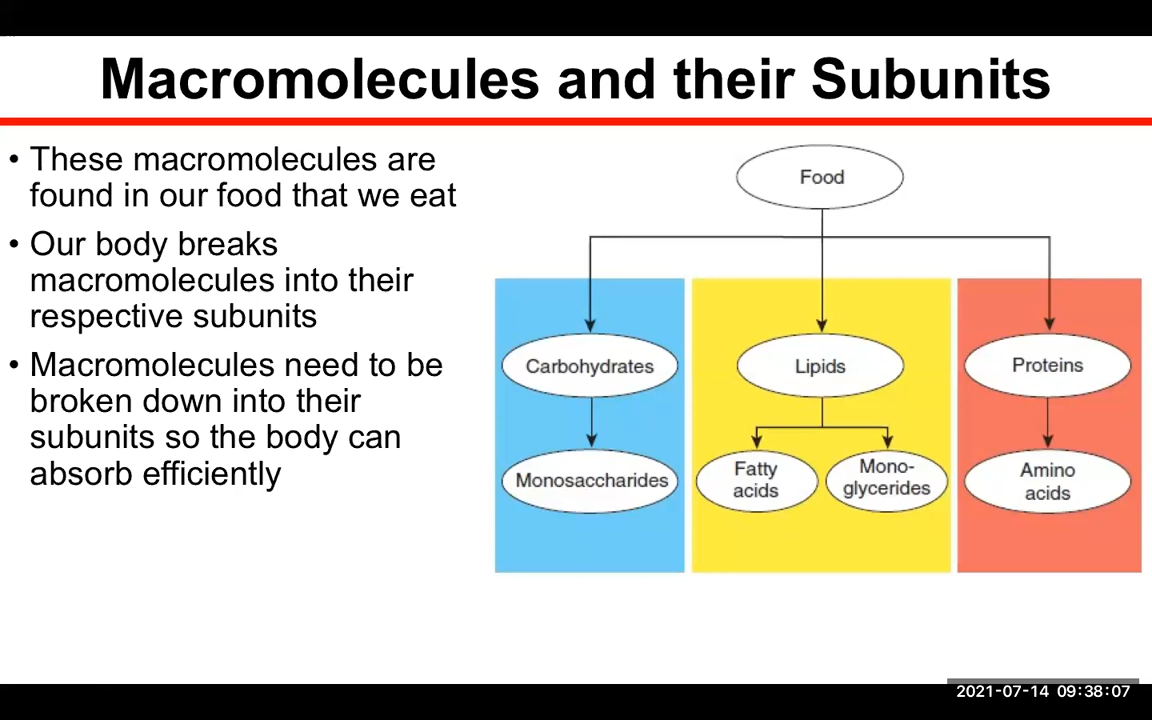 Macromolecules and their Subunits
• These macromolecules are
found in our food that we eat
• Our body breaks
macromolecules into their
respective subunits
• Macromolecules need to be
broken down into their
subunits so the body can
absorb efficiently
Food
Carbohydrates
Lipids
Proteins
Monosaccharides
Fatty
acids
Mono-
glycerides
Amino
acids
2021-07-14 09:38:07